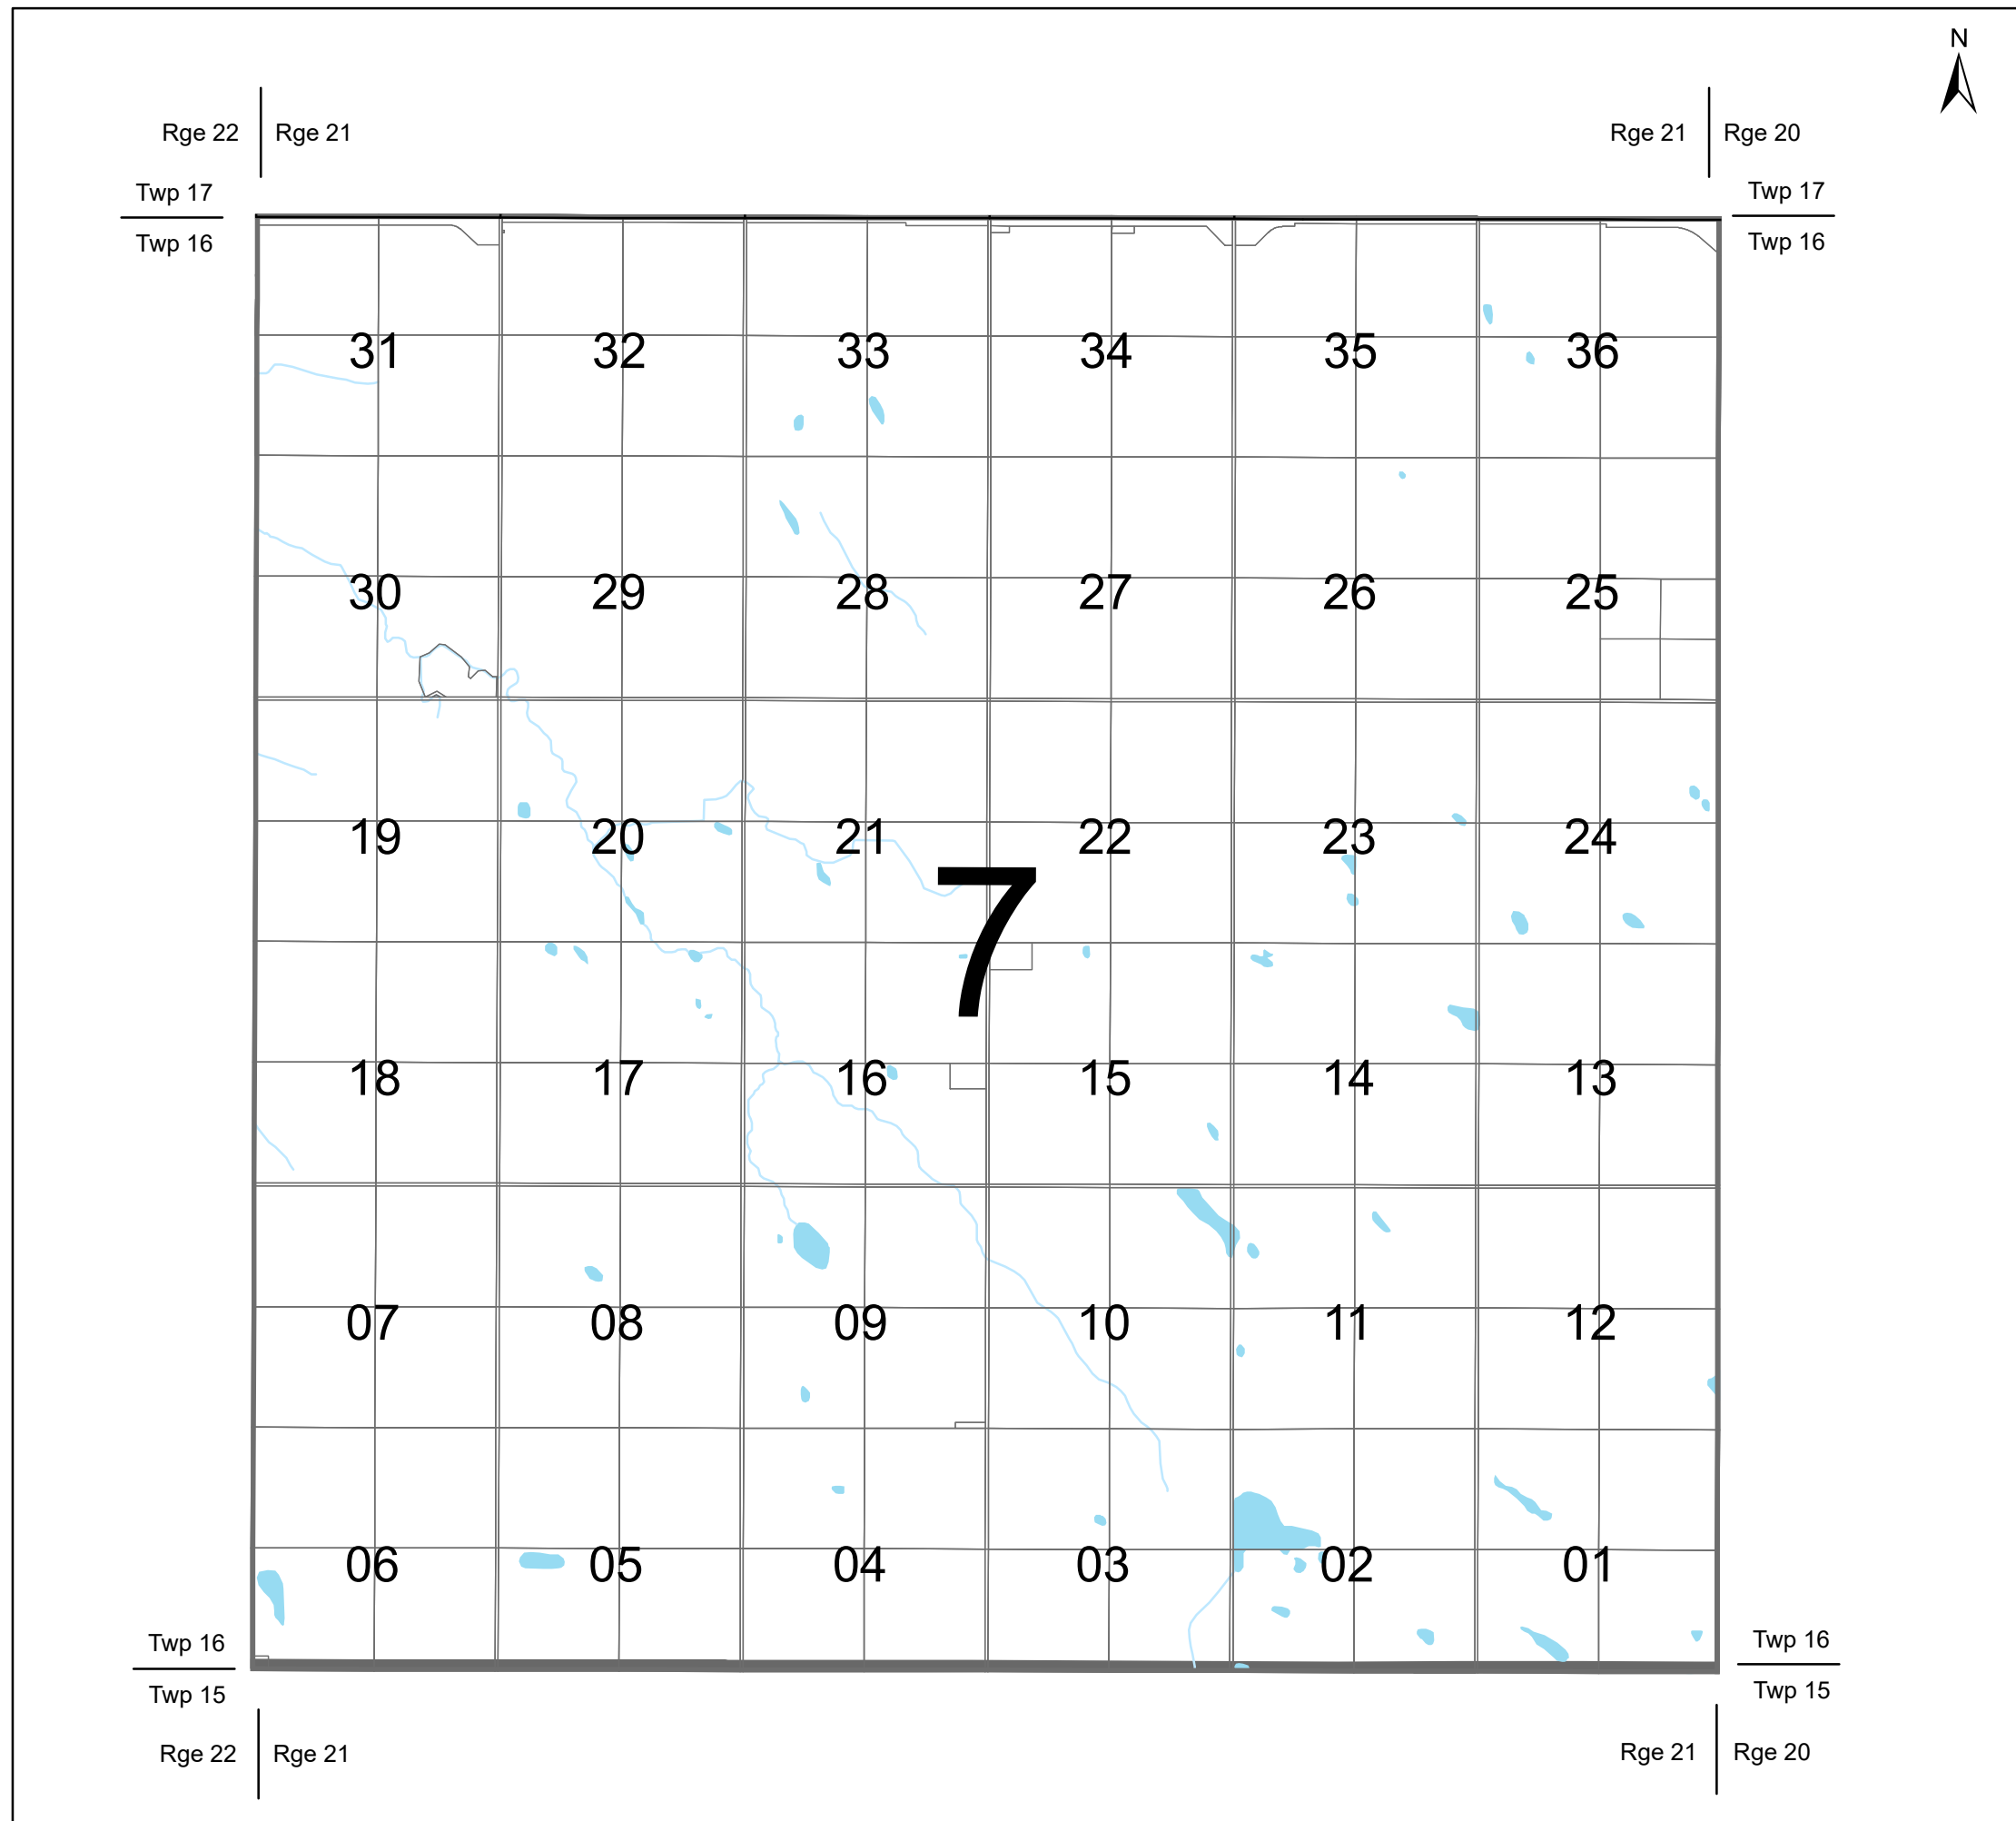 N
Rge 22 Rge 21 Rge 21 Rge 20
Twp 17 Twp 17
Twp 16 Twp 16
31 32 33 34 35 36
30 29 28 27 26 25
19 20 21 22 23 24
7
18 17 16 15 14 13
07 08 09 10 11 12
06 05 04 03 02 01
Twp 16 Twp 16
Twp 15 Twp 15
Rge 22 Rge 21 Rge 21 Rge 20